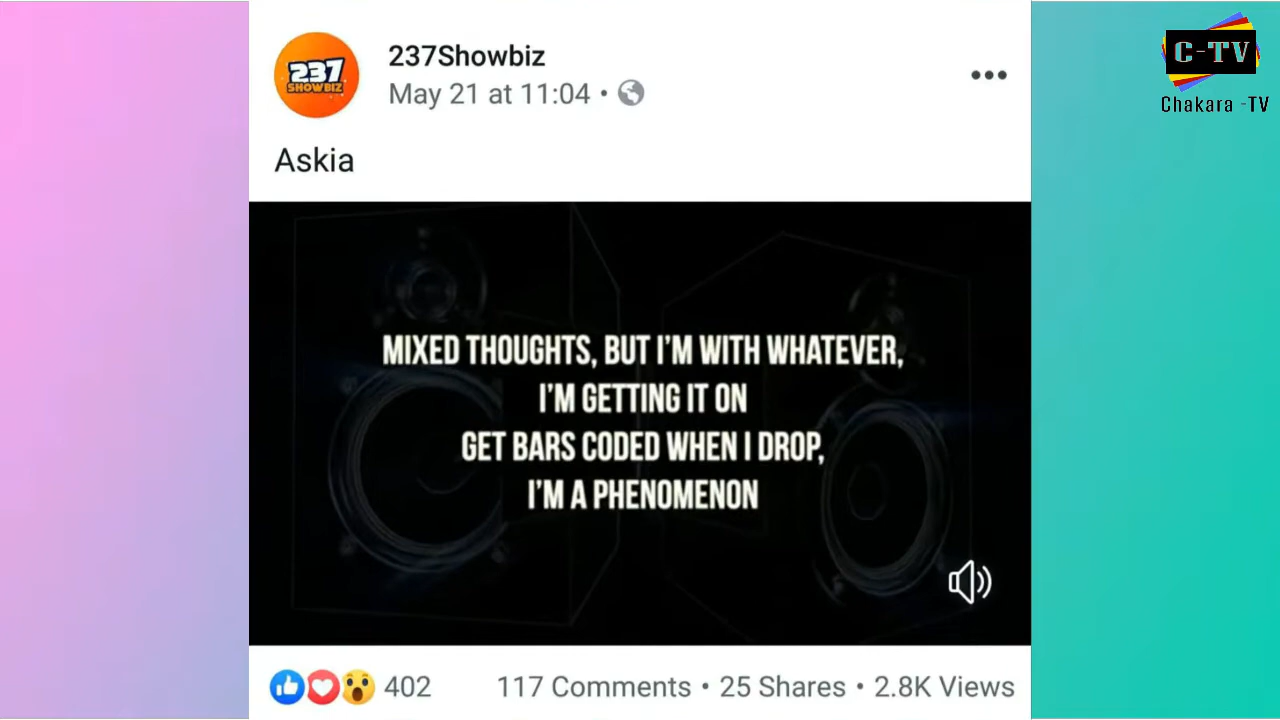 237Showbiz
May 21 at 11:04 •
237
SHOWBIZ
C-TV
Chakara -TV
Askia
MIXED THOUGHTS, BUT I'M WITH WHATEVER,
I'M GETTING IT ON
GET BARS CODED WHEN I DROP,
I'M A PHENOMENON
402 117 Comments • 25 Shares • 2.8K Views